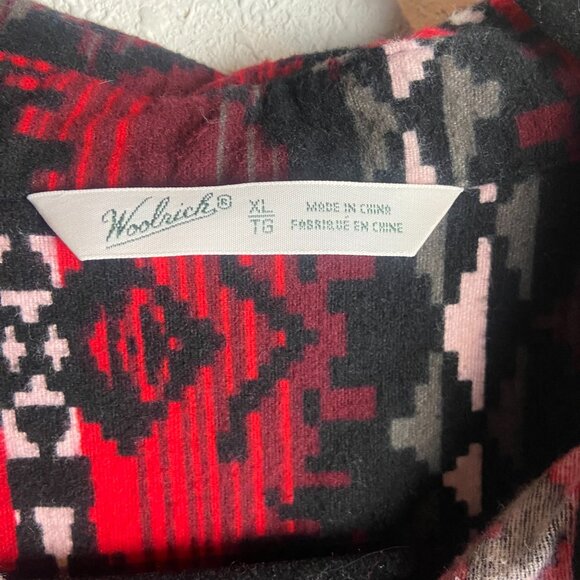 Woolrich® XL MADE IN CHINA
TG FABRIQUÉ EN CHINE